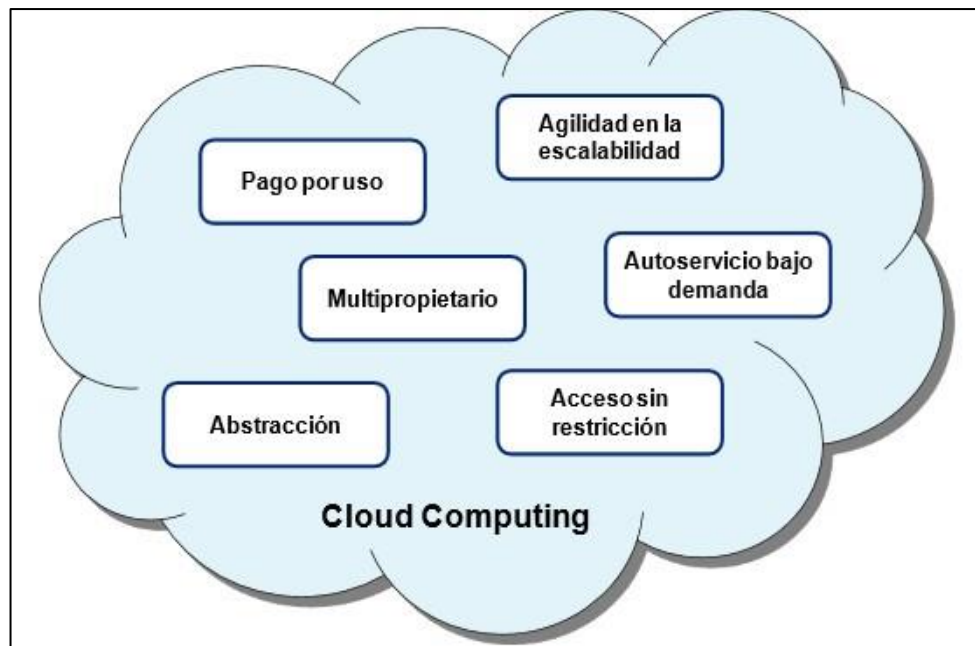 Agilidad en la
escalabilidad
Pago por uso
Autoservicio bajo
demanda
Multipropietario
Acceso sin
restricción
Abstracción
Cloud Computing